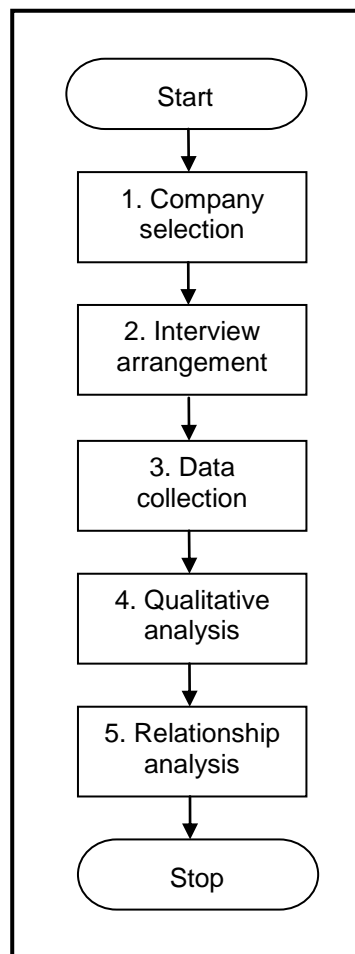 Start
1. Company
selection
2. Interview
arrangement
3. Data
collection
4. Qualitative
analysis
5. Relationship
analysis
Stop